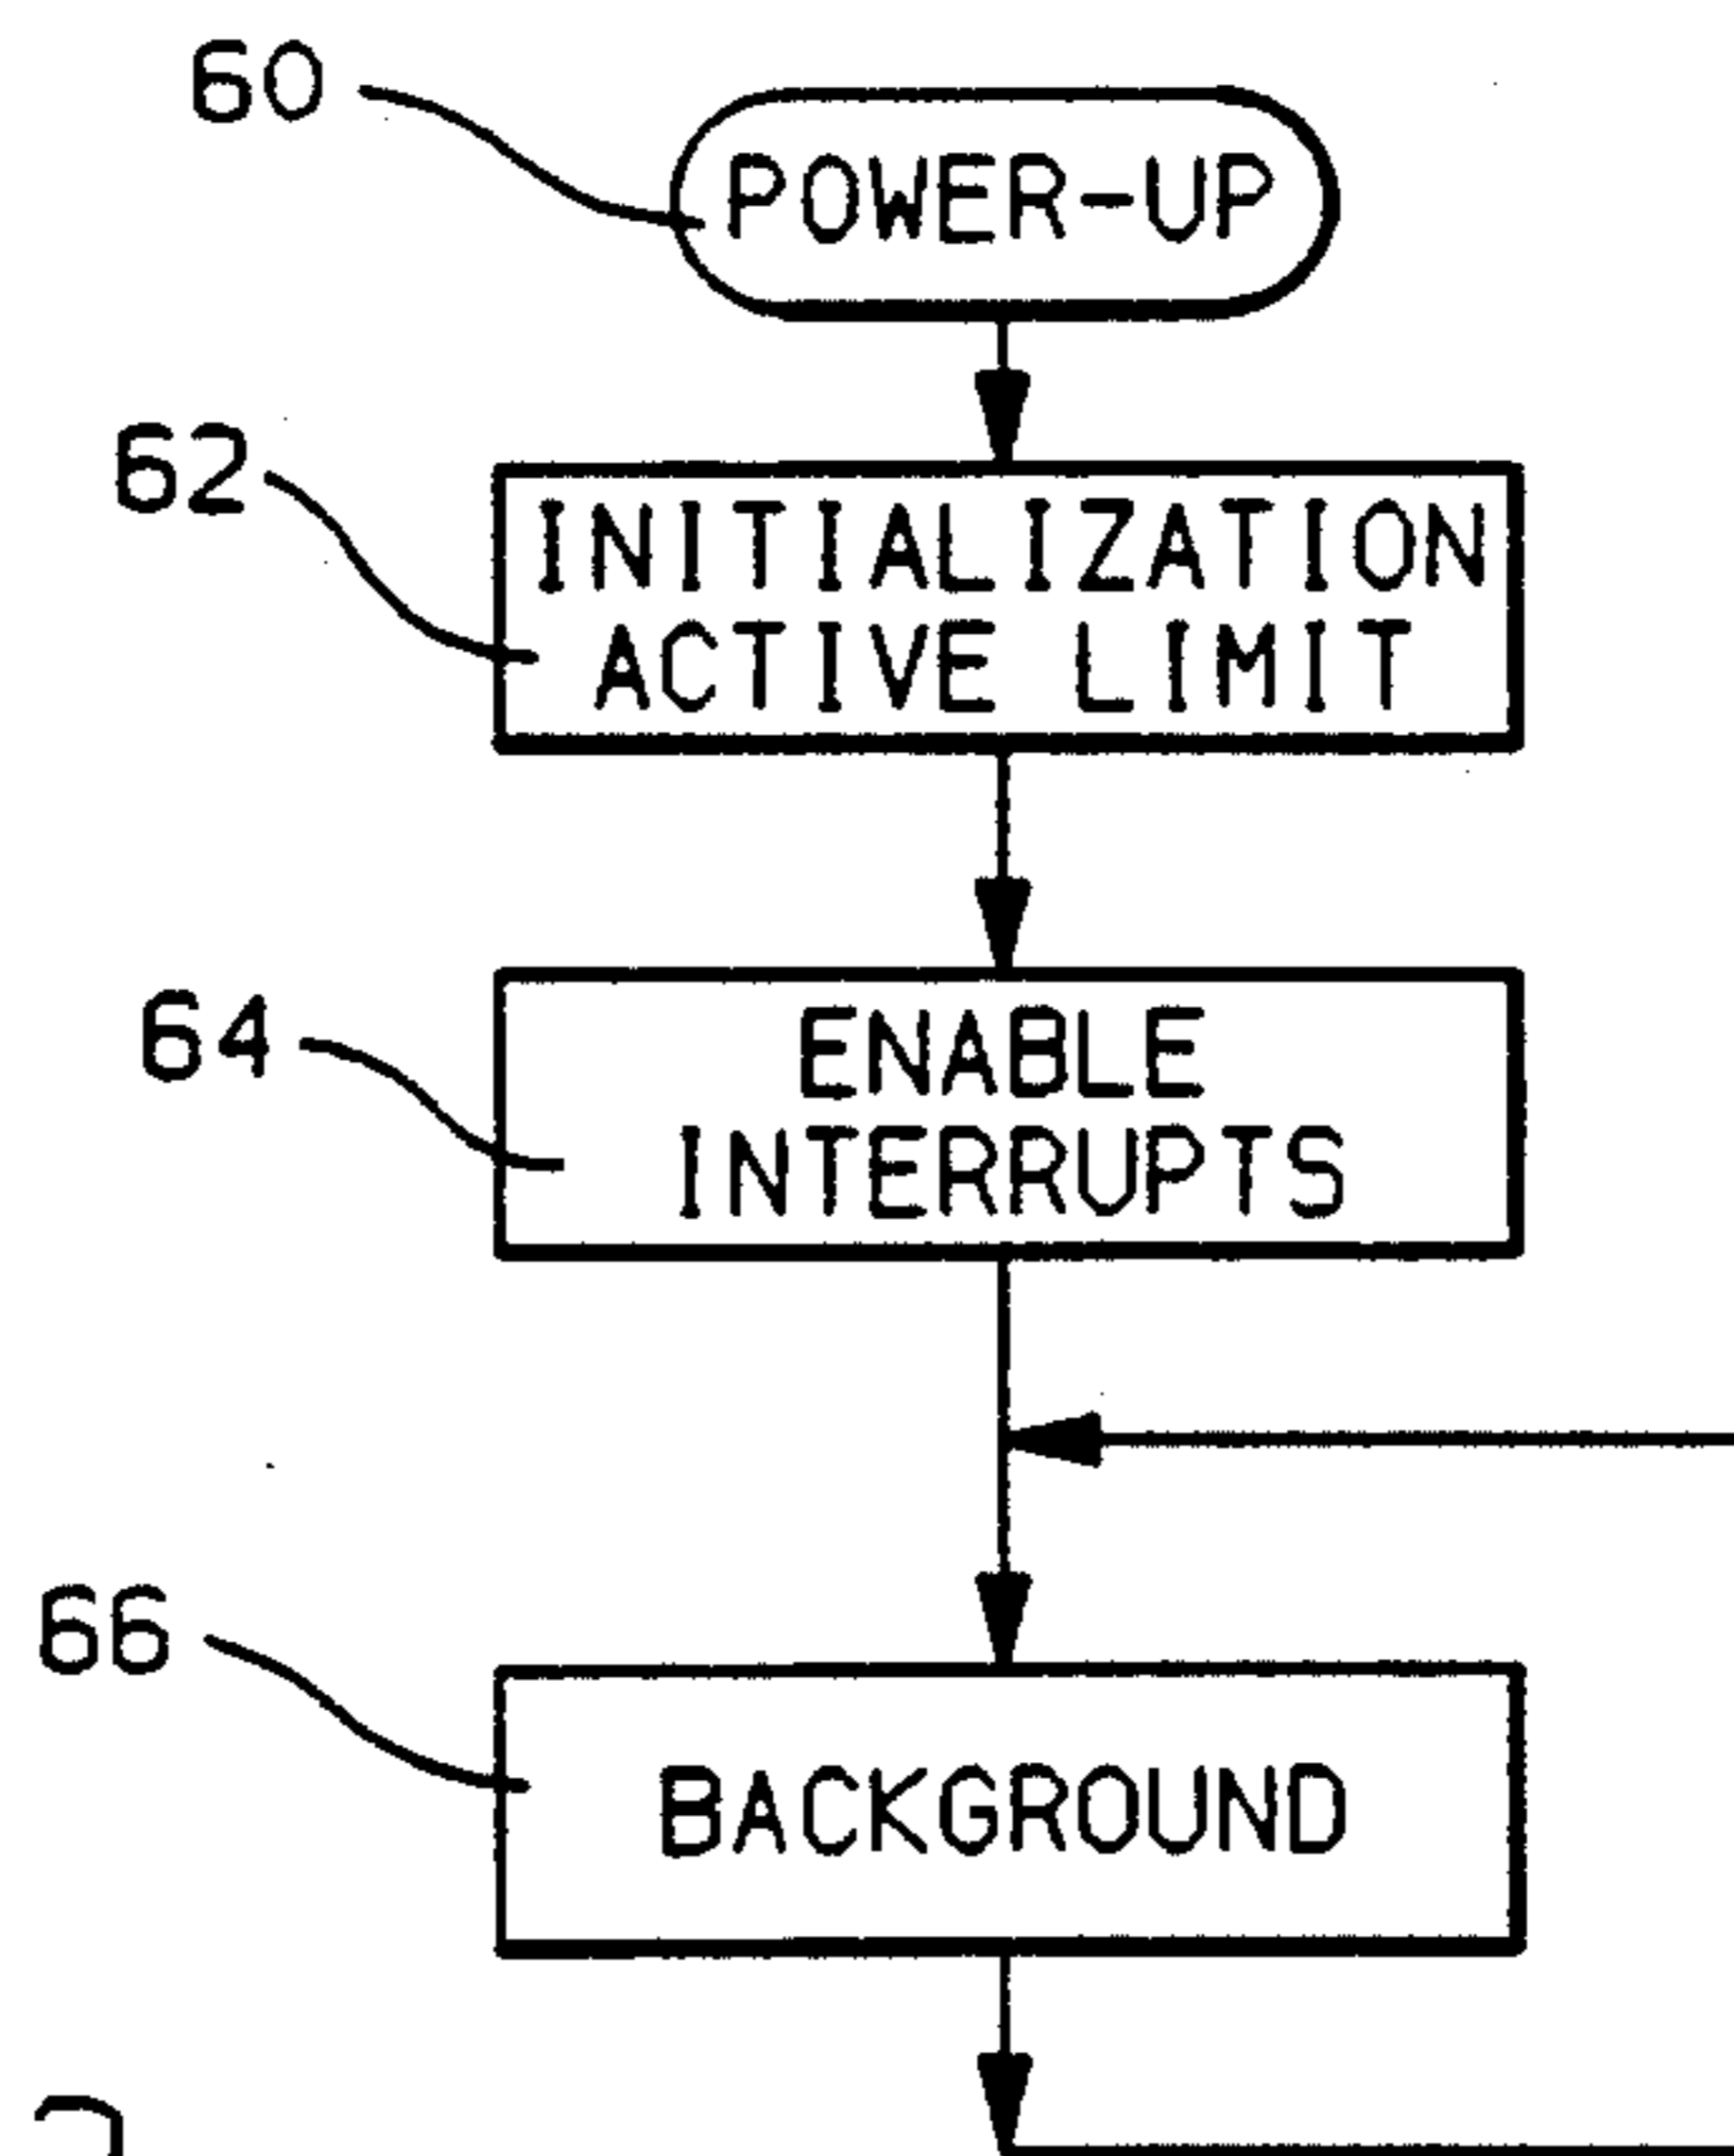 60
POWER-UP
62
INITIALIZATION
ACTIVE LIMIT
64
ENABLE
INTERRUPTS
66
BACKGROUND